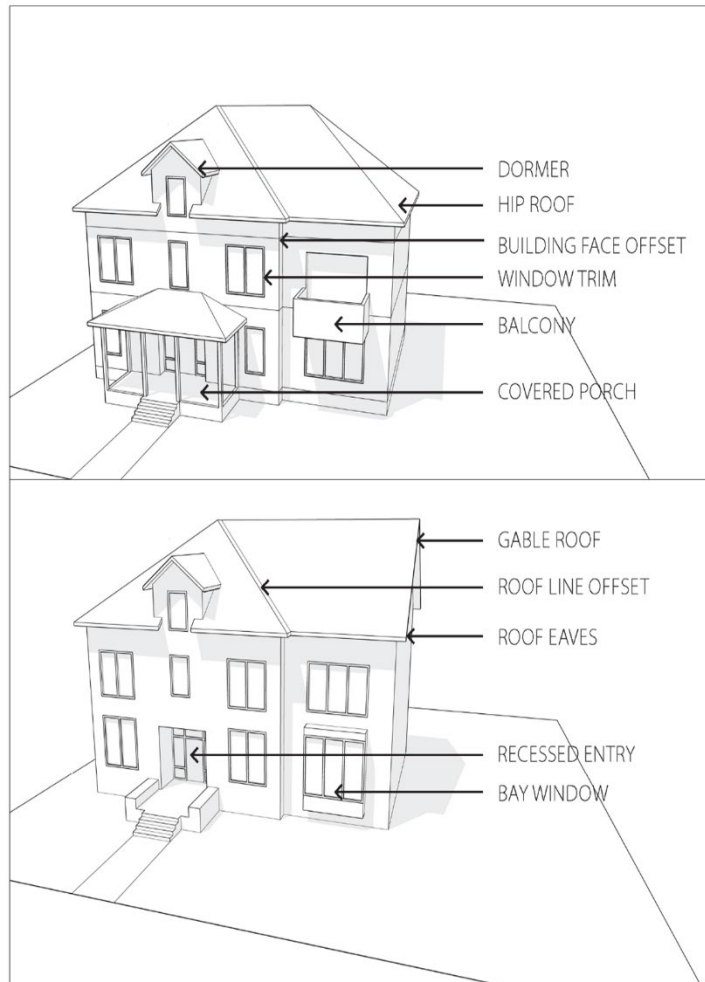 DORMER
HIP ROOF
BUILDING FACE OFFSET
WINDOW TRIM
BALCONY
COVERED PORCH
GABLE ROOF
ROOF LINE OFFSET
ROOF EAVES
RECESSED ENTRY
BAY WINDOW